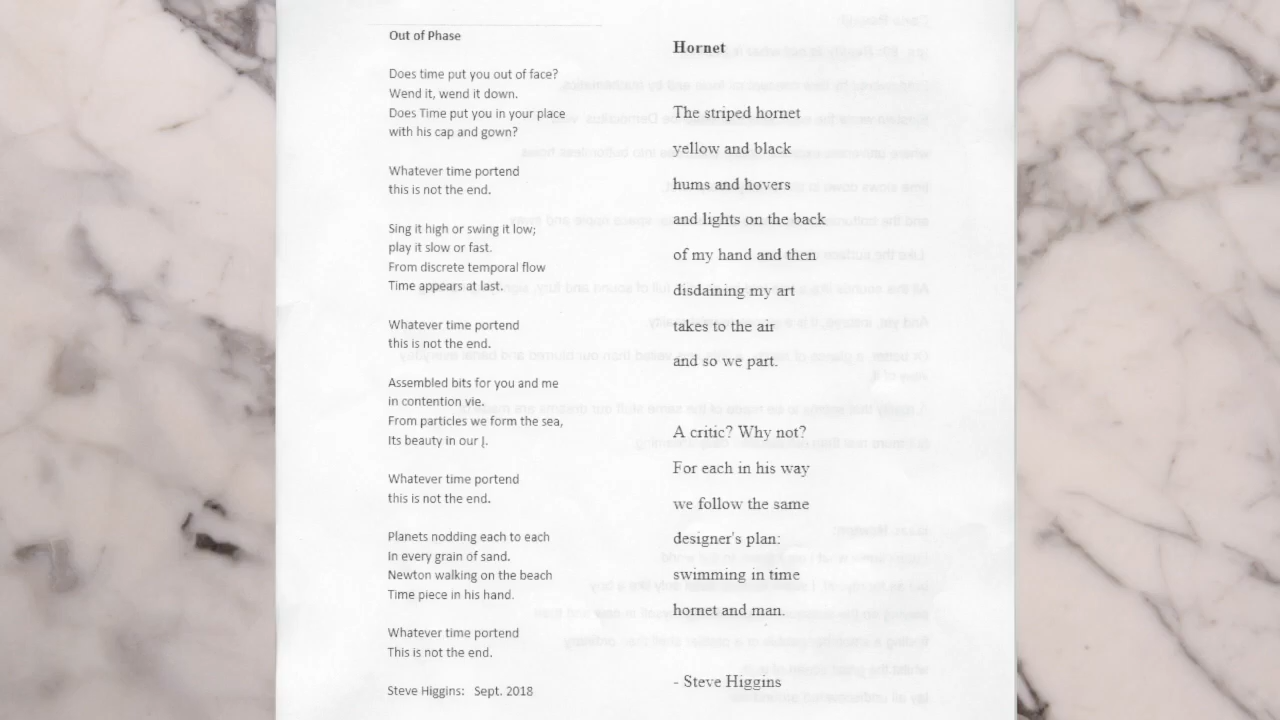 Out of Phase
Does time put you out of face?
Wend it, wend it down.
Does Time put you in your place
with his cap and gown?
Whatever time portend
this is not the end.
Sing it high or swing it low;
play it slow or fast.
From discrete temporal flow
Time appears at last.
Whatever time portend
this is not the end.
Assembled bits for you and me
in contention vie.
From particles we form the sea,
Its beauty in our I.
Whatever time portend
this is not the end.
Planets nodding each to each
In every grain of sand.
Newton walking on the beach
Time piece in his hand.
Whatever time portend
This is not the end.
Steve Higgins: Sept. 2018
Hornet
The striped hornet
yellow and black
hums and hovers
and lights on the back
of my hand and then
disdaining my art
takes to the air
and so we part.
A critic? Why not?
For each in his way
we follow the same
designer's plan:
swimming in time
hornet and man.
- Steve Higgins